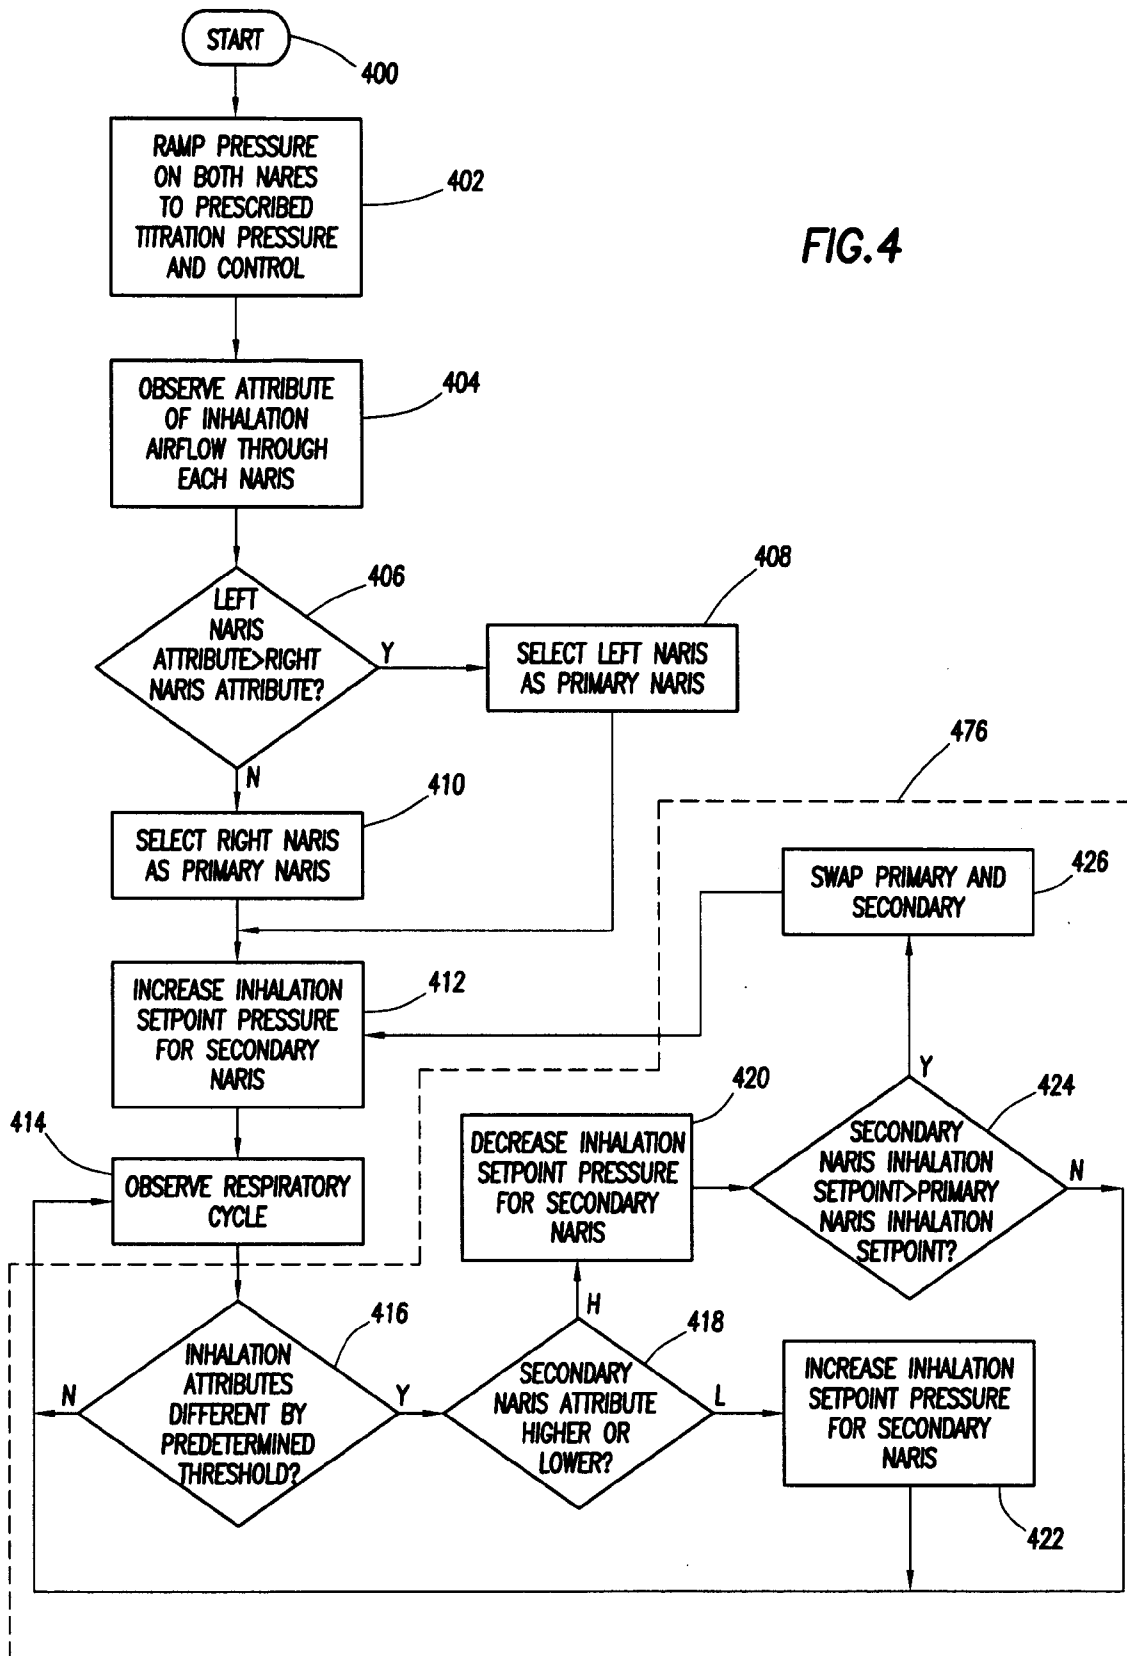 START
400
RAMP PRESSURE
ON BOTH NARES
TO PRESCRIBED
TITRATION PRESSURE
AND CONTROL
402
FIG.4
OBSERVE ATTRIBUTE
OF INHALATION
AIRFLOW THROUGH
EACH NARIS
404
LEFT
NARIS
ATTRIBUTE>RIGHT
NARIS ATTRIBUTE?
406
Y
N
SELECT LEFT NARIS
AS PRIMARY NARIS
408
SELECT RIGHT NARIS
AS PRIMARY NARIS
410
476
INCREASE INHALATION
SETPOINT PRESSURE
FOR SECONDARY
NARIS
412
SWAP PRIMARY AND
SECONDARY
426
OBSERVE RESPIRATORY
CYCLE
414
DECREASE INHALATION
SETPOINT PRESSURE
FOR SECONDARY
NARIS
420
Y
SECONDARY
NARIS INHALATION
SETPOINT>PRIMARY
NARIS INHALATION
SETPOINT?
424
N
INHALATION
ATTRIBUTES
DIFFERENT BY
PREDETERMINED
THRESHOLD?
416
N
Y
H
SECONDARY
NARIS ATTRIBUTE
HIGHER OR
LOWER?
418
L
INCREASE INHALATION
SETPOINT PRESSURE
FOR SECONDARY
NARIS
422